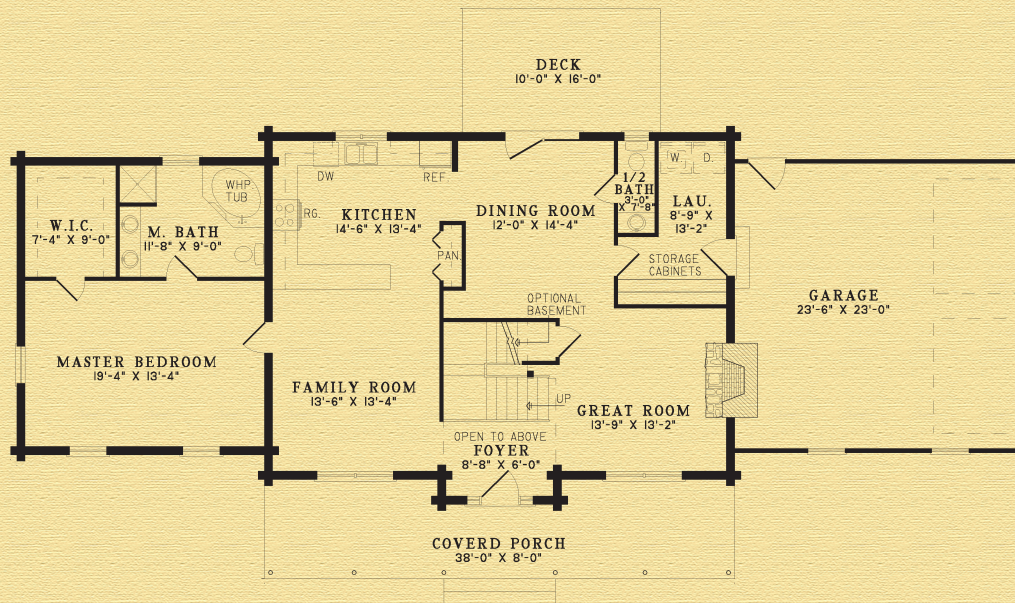 DECK
10'-0" X 16'-0"
DW
REF.
W.
D.
WHP
TUB
RG.
1/2
BATH
3'-0"
X 7'-8"
LAU.
8'-9" X
13'-2"
W.I.C.
7'-4" X 9'-0"
M. BATH
11'-8" X 9'-0"
KITCHEN
14'-6" X 13'-4"
DINING ROOM
12'-0" X 14'-4"
PAN.
STORAGE
CABINETS
GARAGE
23'-6" X 23'-0"
OPTIONAL
BASEMENT
MASTER BEDROOM
19'-4" X 13'-4"
FAMILY ROOM
13'-6" X 13'-4"
UP
GREAT ROOM
13'-9" X 13'-2"
OPEN TO ABOVE
FOYER
8'-8" X 6'-0"
COVERD PORCH
38'-0" X 8'-0"